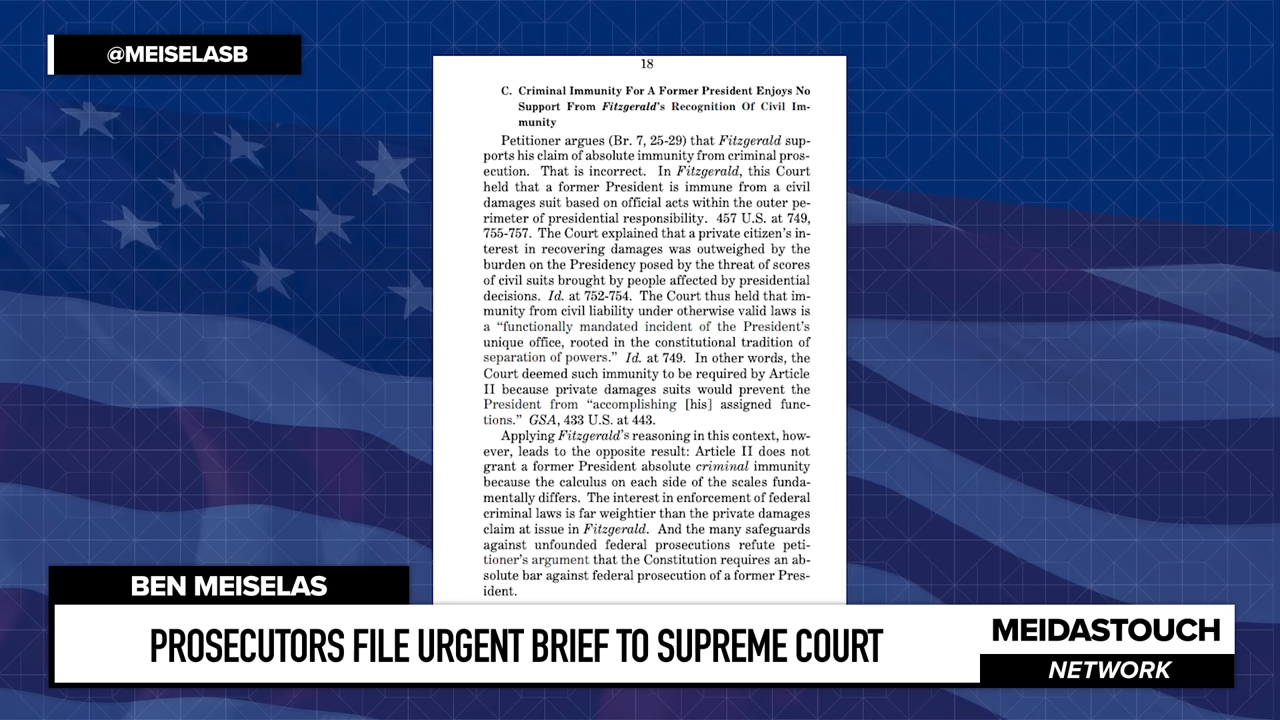 @MEISELASB
18
C. Criminal Immunity For A Former President Enjoys No
Support From Fitzgerald's Recognition Of Civil Im-
munity
Petitioner argues (Br. 7, 25-29) that Fitzgerald sup-
ports his claim of absolute immunity from criminal pros-
ecution. That is incorrect. In Fitzgerald, this Court
held that a former President is immune from a civil
damages suit based on official acts within the outer pe-
rimeter of presidential responsibility. 457 U.S. at 749,
755-757. The Court explained that a private citizen's in-
terest in recovering damages was outweighed by the
burden on the Presidency posed by the threat of scores
of civil suits brought by people affected by presidential
decisions. Id. at 752-754. The Court thus held that im-
munity from civil liability under otherwise valid laws is
a “functionally mandated incident of the President's
unique office, rooted in the constitutional tradition of
separation of powers.” Id. at 749. In other words, the
Court deemed such immunity to be required by Article
II because private damages suits would prevent the
President from “accomplishing [his] assigned func-
tions.” GSA, 433 U.S. at 443.
Applying Fitzgerald's reasoning in this context, how-
ever, leads to the opposite result: Article II does not
grant a former President absolute criminal immunity
because the calculus on each side of the scales funda-
mentally differs. The interest in enforcement of federal
criminal laws is far weightier than the private damages
claim at issue in Fitzgerald. And the many safeguards
against unfounded federal prosecutions refute peti-
tioner's argument that the Constitution requires an ab-
solute bar against federal prosecution of a former Pres-
ident.
BEN MEISELAS
PROSECUTORS FILE URGENT BRIEF TO SUPREME COURT
MEIDASTOUCH
NETWORK